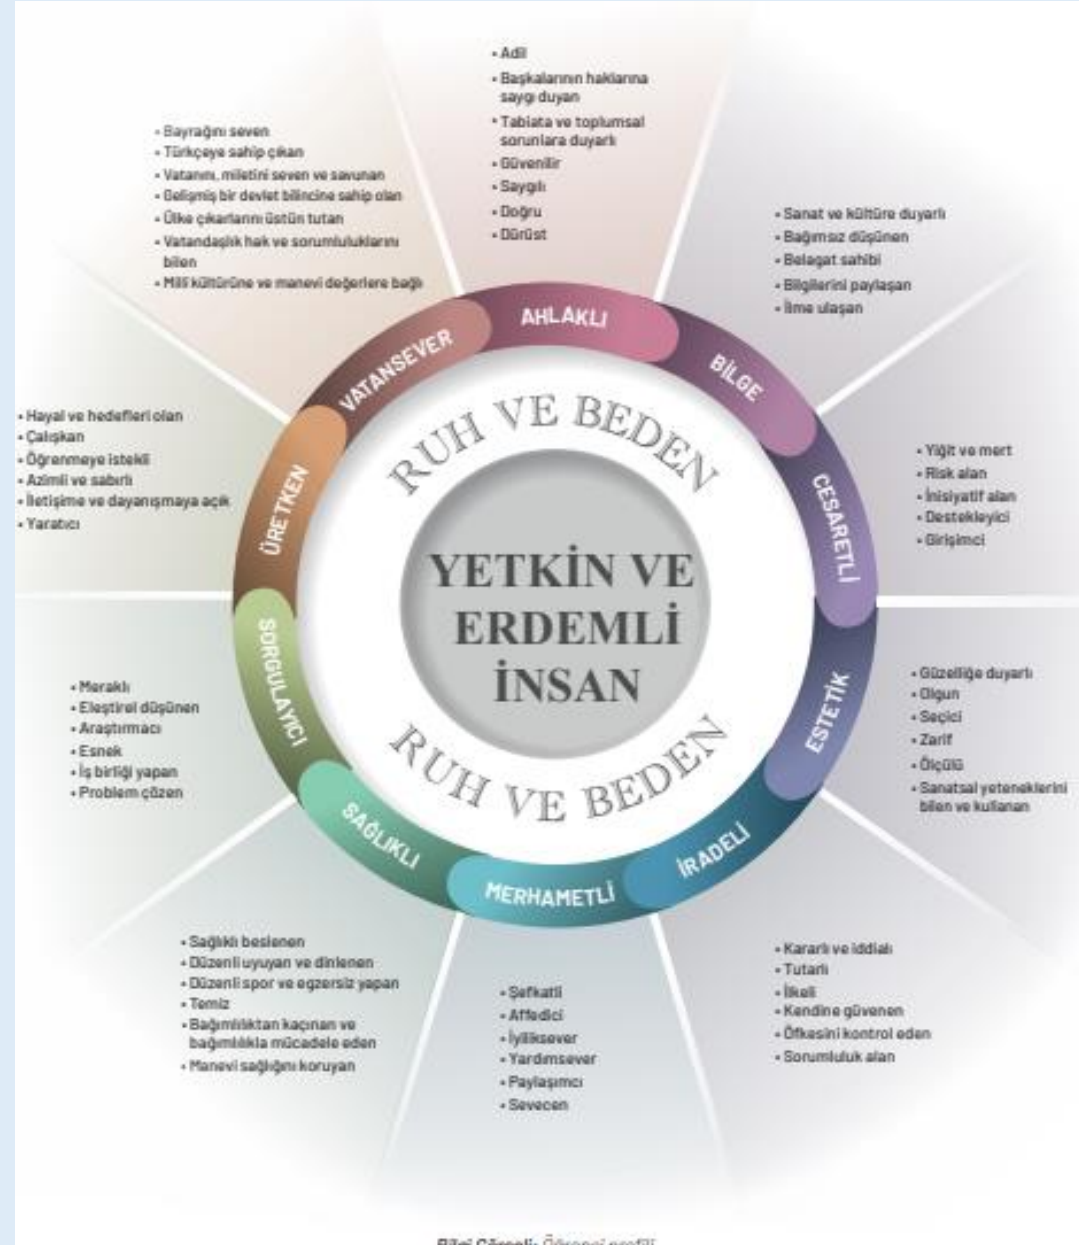 • Adil
• Başkalarının haklarına
saygı duyan
• Tabiata ve toplumsal
sorunlara duyarlı
• Güvenilir
• Saygılı
• Doğru
• Dürüst
• Bayrağını seven
• Türkçeye sahip çıkan
• Vatanını, miletini seven ve savunan
• Gelişmiş bir devlet bilincine sahip olan
• Ülke çıkarlarını üstün tutan
• Vatandaşlık hak ve sorumluluklarını
bilen
• Milli kültürüne ve manevi değerlere bağlı
• Sanat ve kültüre duyarlı
• Bağımsız düşünen
• Belagat sahibi
• Bilgilerini paylaşan
• İlme ulaşan
AHLAKLI
VATANSEVER
BİLGE
• Hayal ve hedefleri olan
• Çalışkan
• Öğrenmeye istekli
• Azimli ve sabırlı
• İletişime ve dayanışmaya açık
• Yaratıcı
ÜRETKEN
RUH VE BEDEN
CESARETLİ
• Yiğit ve mert
• Risk alan
• İnisiyatif alan
• Destekleyici
• Girişimci
YETKİN VE
ERDEMLİ
İNSAN
• Meraklı
• Eleştirel düşünen
• Araştırmacı
• Esnek
• İş birliği yapan
• Problem çözen
SORGULAYICI
ESTETİK
• Güzelliğe duyarlı
• Olgun
• Seçici
• Zarif
• Ölçülü
• Sanatsal yeteneklerini
bilen ve kullanan
RUH VE BEDEN
SAĞLIKLI
MERHAMETLİ
İRADELİ
• Sağlıklı beslenen
• Düzenli uyuyan ve dinlenen
• Düzenli spor ve egzersiz yapan
• Temiz
• Bağımlılıktan kaçınan ve
bağımlılıkla mücadele eden
• Manevi sağlığını koruyan
• Şefkatli
• Affedici
• İyiliksever
• Yardımsever
• Paylaşımcı
• Sevecen
• Kararlı ve iddialı
• Tutarlı
• İlkeli
• Kendine güvenen
• Öfkesini kontrol eden
• Sorumluluk alan
Bilgi Görseli: Öğrenci profili